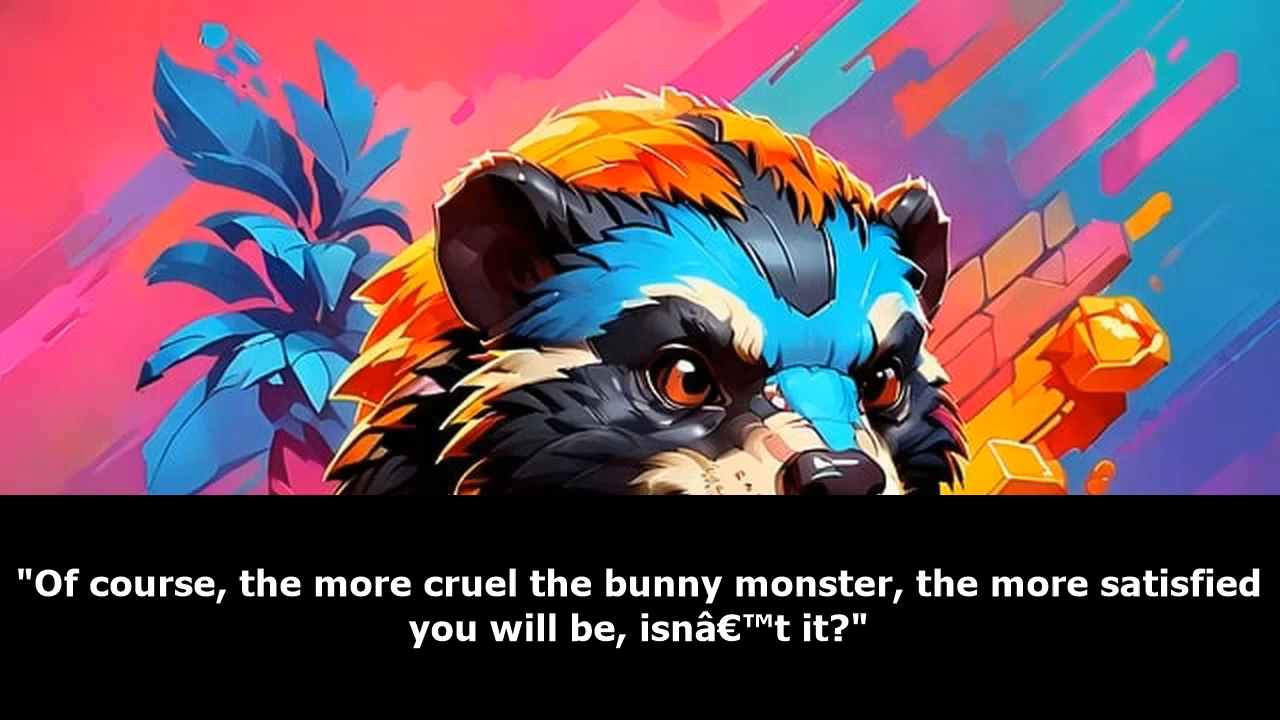 "Of course, the more cruel the bunny monster, the more satisfied
you will be, isnâ€™t it?"